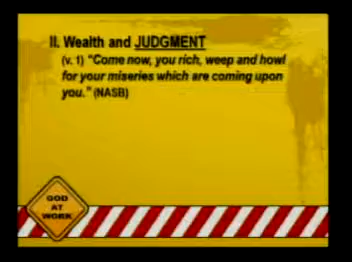 II. Wealth and JUDGMENT
(v. 1) "Come now, you rich, weep and howl
for your miseries which are coming upon
you." (NASB)
GOD
AT
WORK